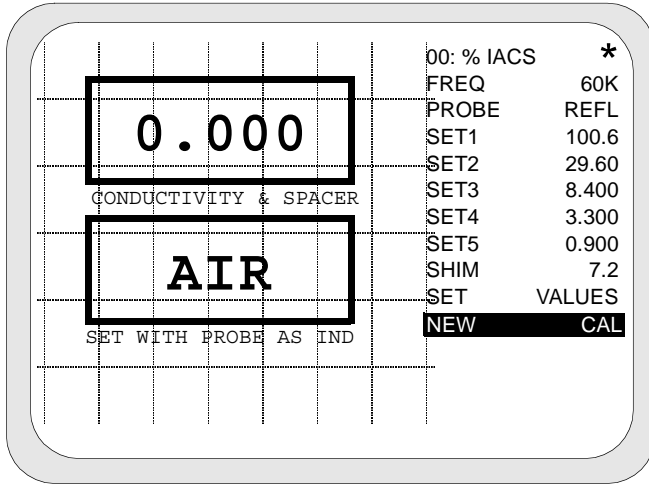 0.000
CONDUCTIVITY & SPACER
AIR
SET WITH PROBE AS IND
00: % IACS *
FREQ 60K
PROBE REFL
SET1 100.6
SET2 29.60
SET3 8.400
SET4 3.300
SET5 0.900
SHIM 7.2
SET VALUES
NEW CAL